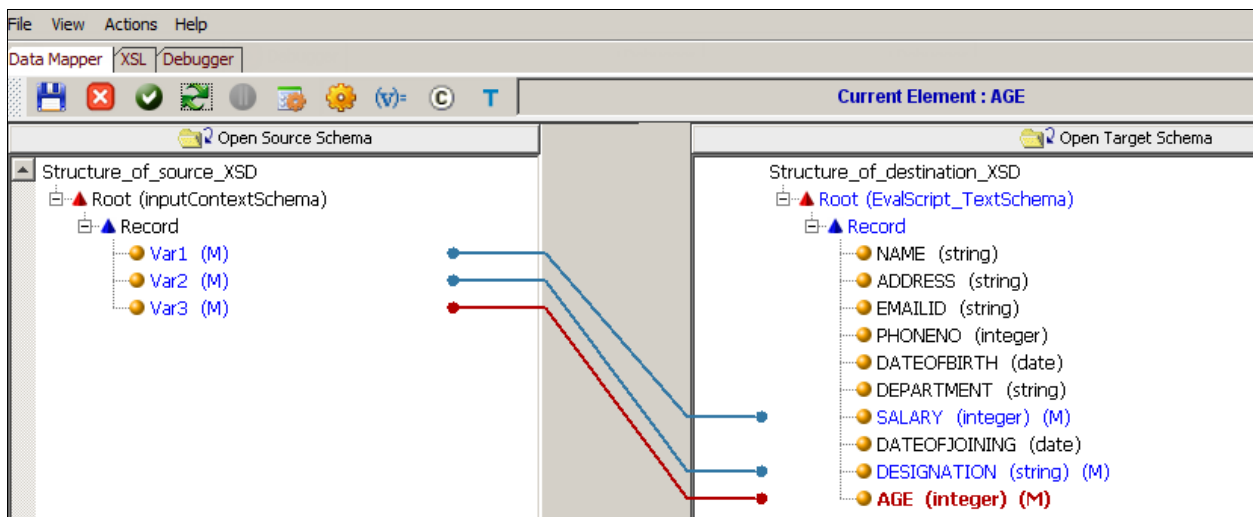 File View Actions Help
Data Mapper XSL Debugger
(v)= © T Current Element : AGE
Open Source Schema
Open Target Schema
Structure_of_source_XSD
Root (inputContextSchema)
Record
Var1 (M)
Var2 (M)
Var3 (M)
Structure_of_destination_XSD
Root (EvalScript_TextSchema)
Record
NAME (string)
ADDRESS (string)
EMAILID (string)
PHONENO (integer)
DATEOFBIRTH (date)
DEPARTMENT (string)
SALARY (integer) (M)
DATEOFJOINING (date)
DESIGNATION (string) (M)
AGE (integer) (M)